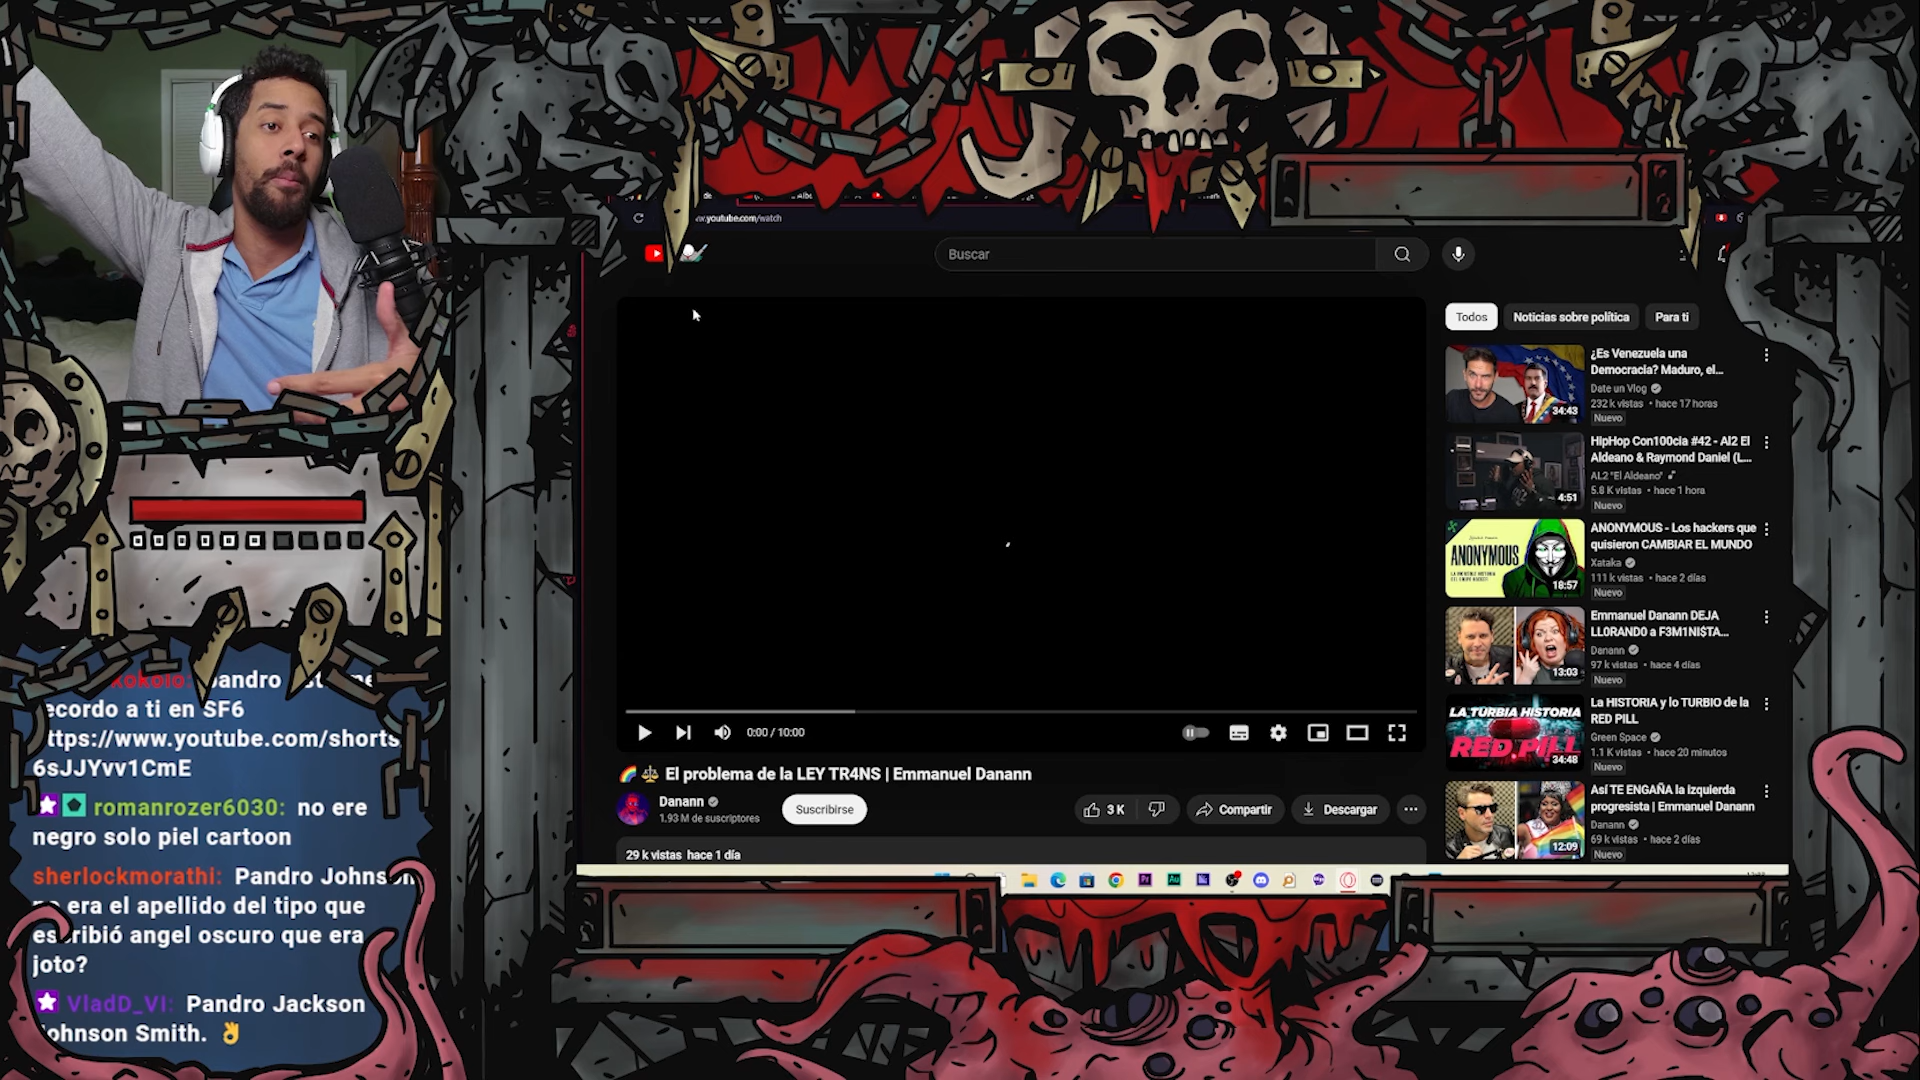 w.youtube.com/watch
Buscar
Todos
Noticias sobre política
Para ti
¿Es Venezuela una
Democracia? Maduro, el...
Date un Vlog
232 k vistas • hace 17 horas
Nuevo
34:43
HipHop Con100cia #42 - Al2 El
Aldeano & Raymond Daniel (L...
AL2 "El Aldeano"
5.8 K vistas • hace 1 hora
Nuevo
4:51
ANONYMOUS - Los hackers que
quisieron CAMBIAR EL MUNDO
Xataka
111 k vistas • hace 2 días
Nuevo
ANONYMOUS
18:57
Emmanuel Danann DEJA
LL0RAND0 a F3M1NI$TA...
Danann
97 k vistas • hace 4 días
Nuevo
13:03
La HISTORIA y lo TURBIO de la
RED PILL
Green Space
1.1 K vistas • hace 20 minutos
Nuevo
LA TURBIA HISTORIA
RED PILL
34:48
Así TE ENGAÑA la izquierda
progresista | Emmanuel Danann
Danann
69 k vistas • hace 2 días
Nuevo
12:09
0:00 / 10:00
El problema de la LEY TR4NS | Emmanuel Danann
Danann
1.93 M de suscriptores
Suscribirse
3 K
Compartir
Descargar
29 k vistas hace 1 día
kokolo: pandro
ecordo a ti en SF6
ttps://www.youtube.com/shorts
6sJJYvv1CmE
romanrozer6030: no ere
negro solo piel cartoon
sherlockmorathi: Pandro Johnson
no era el apellido del tipo que
escribió angel oscuro que era
joto?
VladD_VI: Pandro Jackson
Johnson Smith.